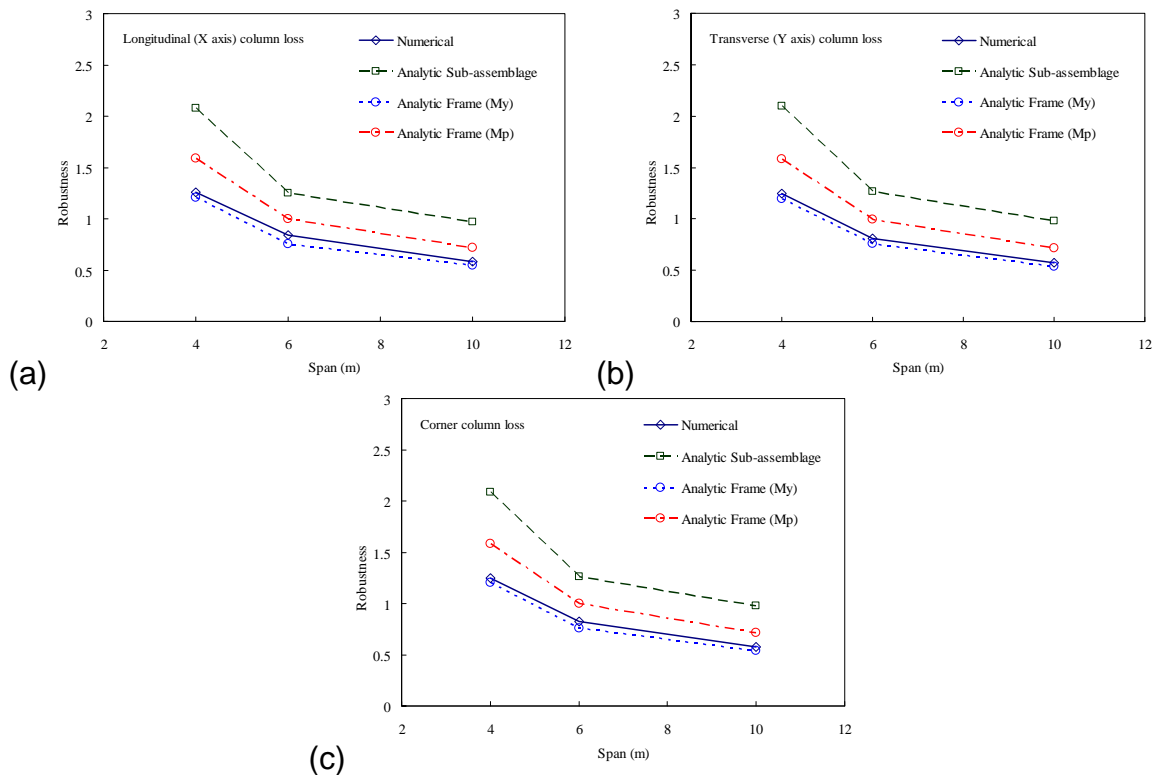 3
Longitudinal (X axis) column loss
Numerical
2.5
Analytic Sub-assemblage
2
Analytic Frame (My)
Analytic Frame (Mp)
1.5
Robustness
1
0.5
0
2 4 6 8 10 12
Span (m)
(a)
3
Transverse (Y axis) column loss
Numerical
2.5
Analytic Sub-assemblage
2
Analytic Frame (My)
Analytic Frame (Mp)
1.5
Robustness
1
0.5
0
2 4 6 8 10 12
Span (m)
(b)
3
Corner column loss
Numerical
2.5
Analytic Sub-assemblage
2
Analytic Frame (My)
Analytic Frame (Mp)
1.5
Robustness
1
0.5
0
2 4 6 8 10 12
Span (m)
(c)